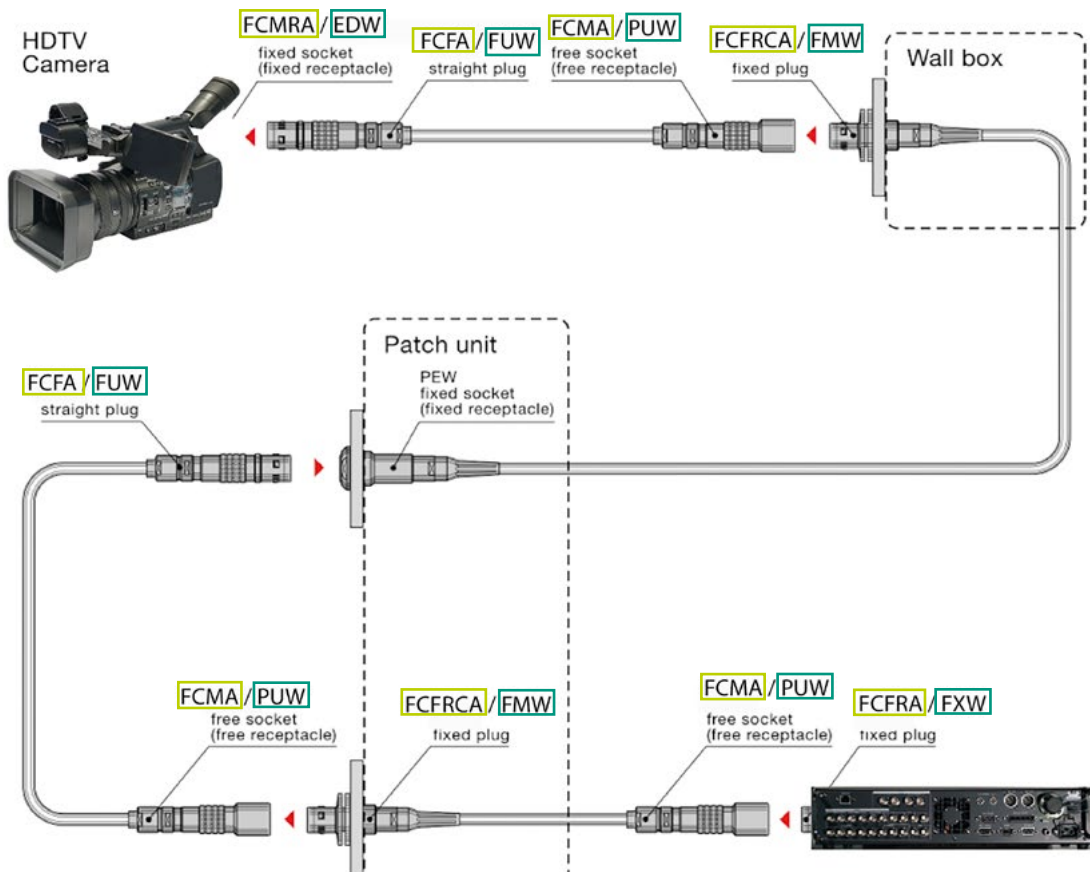 HDTV
Camera
FCMRA / EDW
fixed socket
(fixed receptacle)
FCFA / FUW
straight plug
FCMA / PUW
free socket
(free receptacle)
FCFRCA / FMW
fixed plug
Wall box
Patch unit
FCFA / FUW
straight plug
PEW
fixed socket
(fixed receptacle)
FCMA / PUW
free socket
(free receptacle)
FCFRCA / FMW
fixed plug
FCMA / PUW
free socket
(free receptacle)
FCFRA / FXW
fixed plug